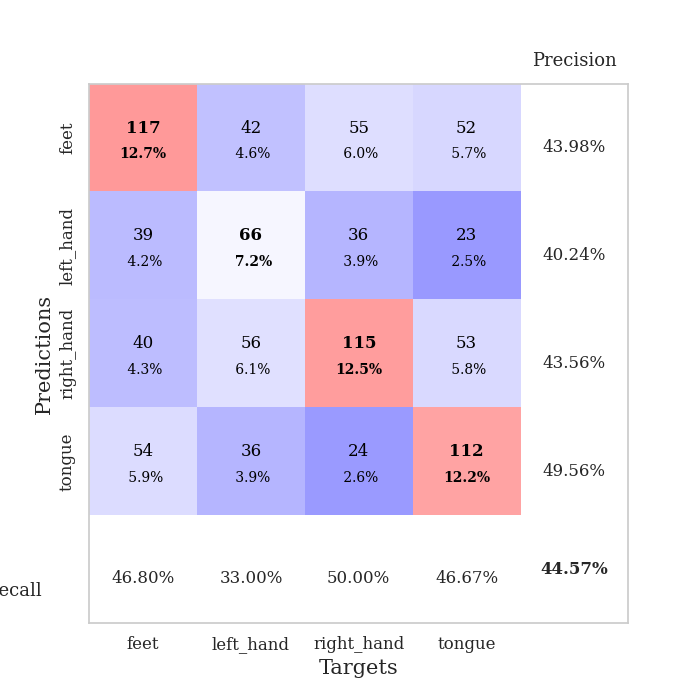 Precision
feet 117 42 55 52 43.98%
12.7% 4.6% 6.0% 5.7%
left_hand 39 66 36 23 40.24%
4.2% 7.2% 3.9% 2.5%
right_hand 40 56 115 53 43.56%
4.3% 6.1% 12.5% 5.8%
tongue 54 36 24 112 49.56%
5.9% 3.9% 2.6% 12.2%
Predictions
ecall 46.80% 33.00% 50.00% 46.67% 44.57%
feet left_hand right_hand tongue
Targets